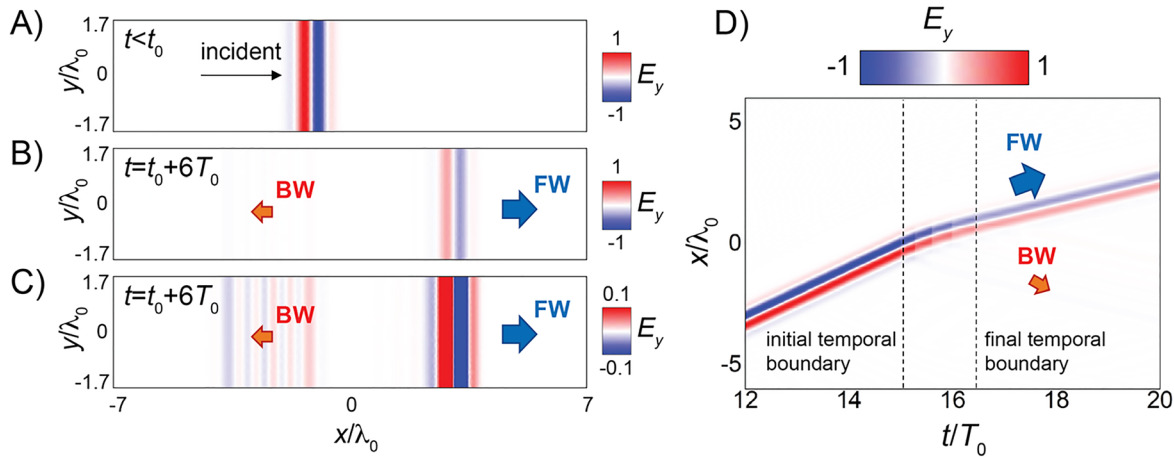 A)
1.7
0
-1.7
y/λ0
t<t0
incident
1
Ey
-1
B)
1.7
0
-1.7
y/λ0
t=t0+6T0
BW
FW
1
Ey
-1
C)
1.7
0
-1.7
y/λ0
t=t0+6T0
BW
FW
0.1
Ey
-0.1
-7
0
7
x/λ0
D)
Ey
-1
1
5
0
-5
x/λ0
FW
BW
initial temporal
boundary
final temporal
boundary
12
14
16
18
20
t/T0